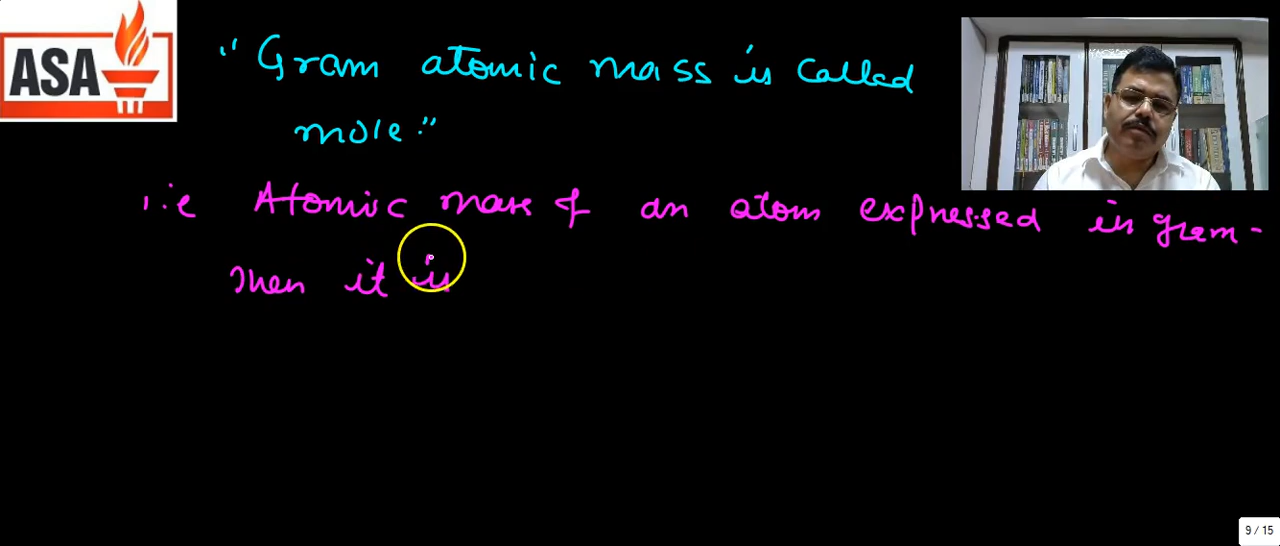 ASA
"Gram atomic mass is called
mole."
i.e Atomic mass of an atom expressed in gram-
then it is
9 / 15